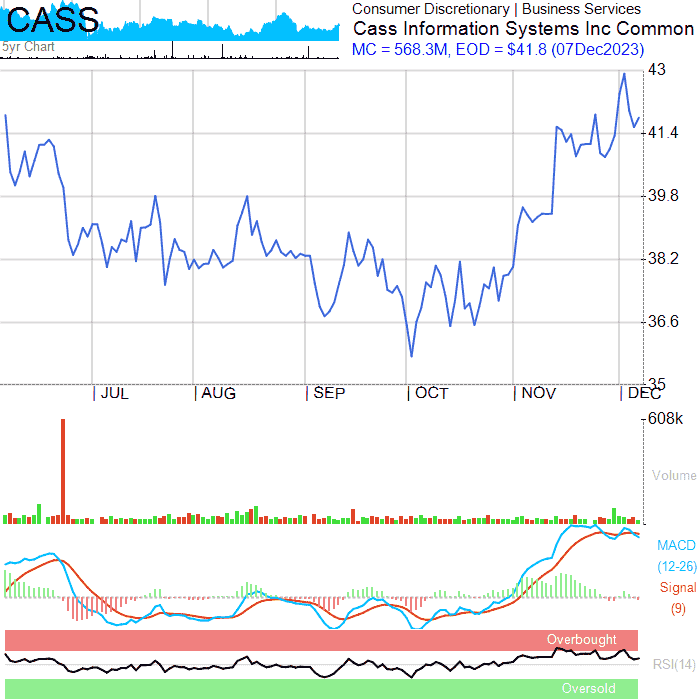 CASS
5yr Chart
Consumer Discretionary | Business Services
Cass Information Systems Inc Common
MC = 568.3M, EOD = $41.8 (07Dec2023)
43
41.4
39.8
38.2
36.6
35
JUL AUG SEP OCT NOV DEC
608k
Volume
MACD
(12-26)
Signal
(9)
Overbought
RSI(14)
Oversold